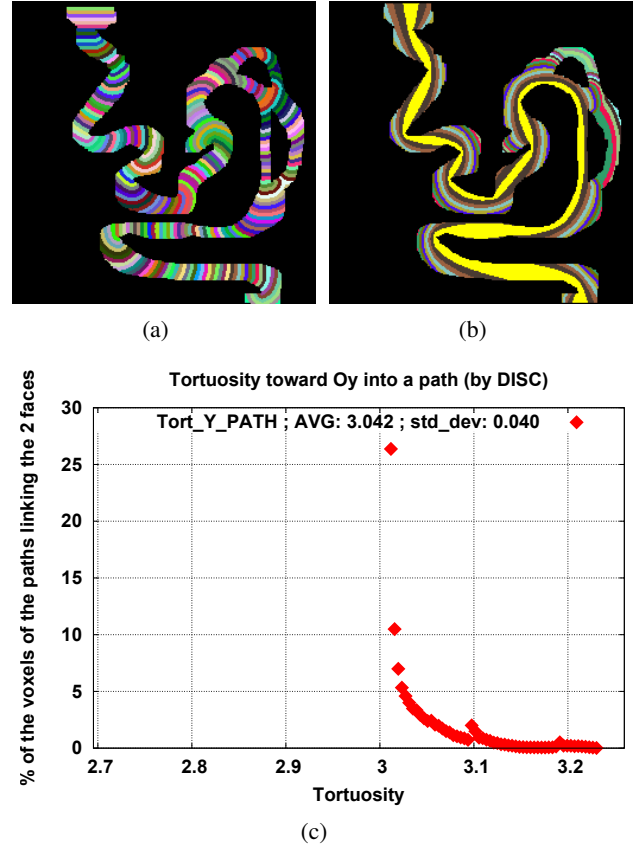 (a)
(b)
Tortuosity toward Oy into a path (by DISC)
% of the voxels of the paths linking the 2 faces
30
25
20
15
10
5
0
Tort_Y_PATH ; AVG: 3.042 ; std_dev: 0.040
2.7 2.8 2.9 3 3.1 3.2
Tortuosity
(c)